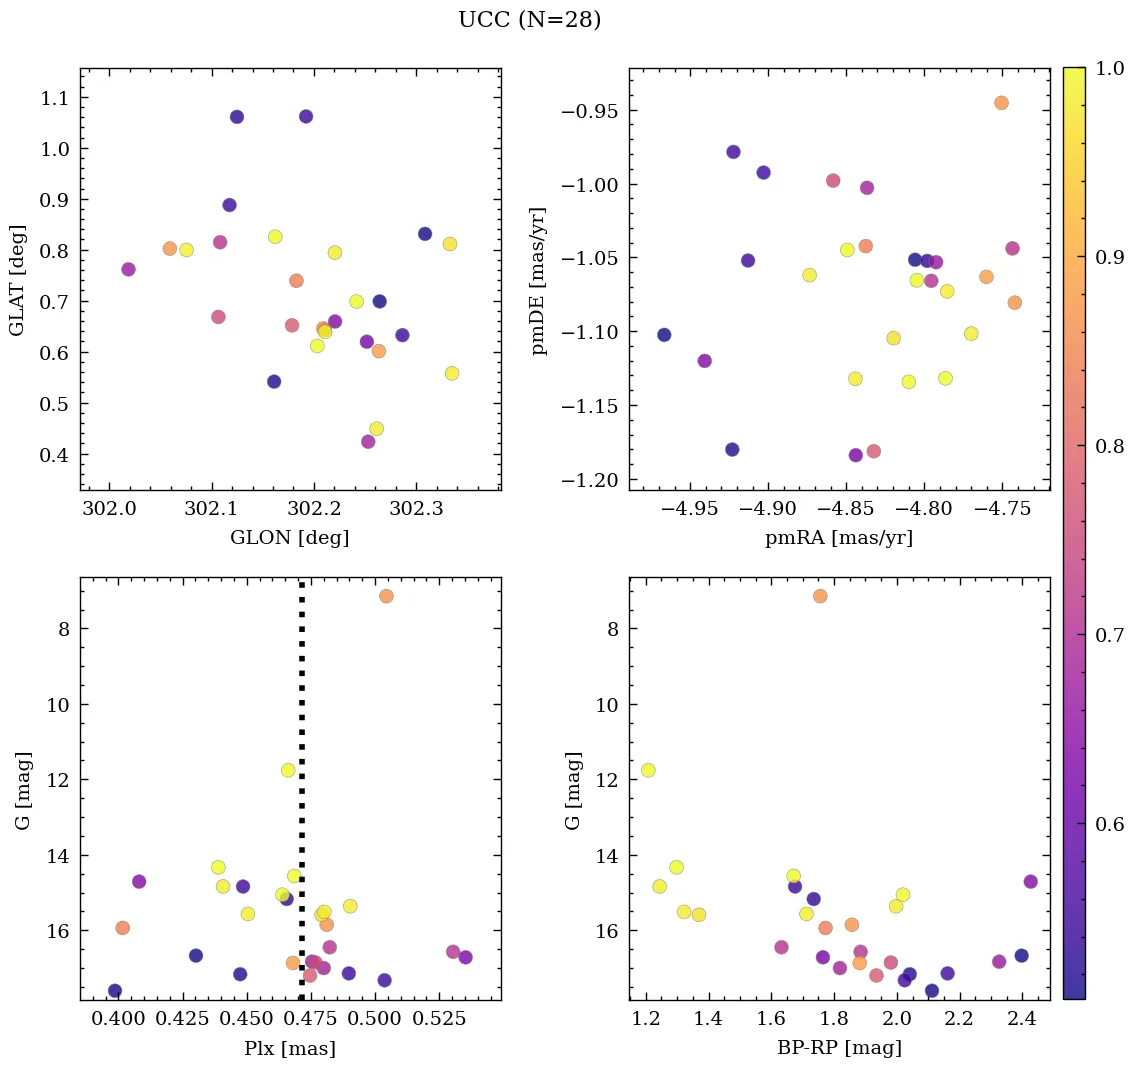 UCC (N=28)
1.1
1.0
0.9
0.8
0.7
0.6
0.5
0.4
GLAT [deg]
302.0 302.1 302.2 302.3
GLON [deg]
−0.95
−1.00
−1.05
−1.10
−1.15
−1.20
pmDE [mas/yr]
−4.95 −4.90 −4.85 −4.80 −4.75
pmRA [mas/yr]
1.0
0.9
0.8
0.7
0.6
8
10
12
14
16
G [mag]
0.400 0.425 0.450 0.475 0.500 0.525
Plx [mas]
8
10
12
14
16
G [mag]
1.2 1.4 1.6 1.8 2.0 2.2 2.4
BP-RP [mag]